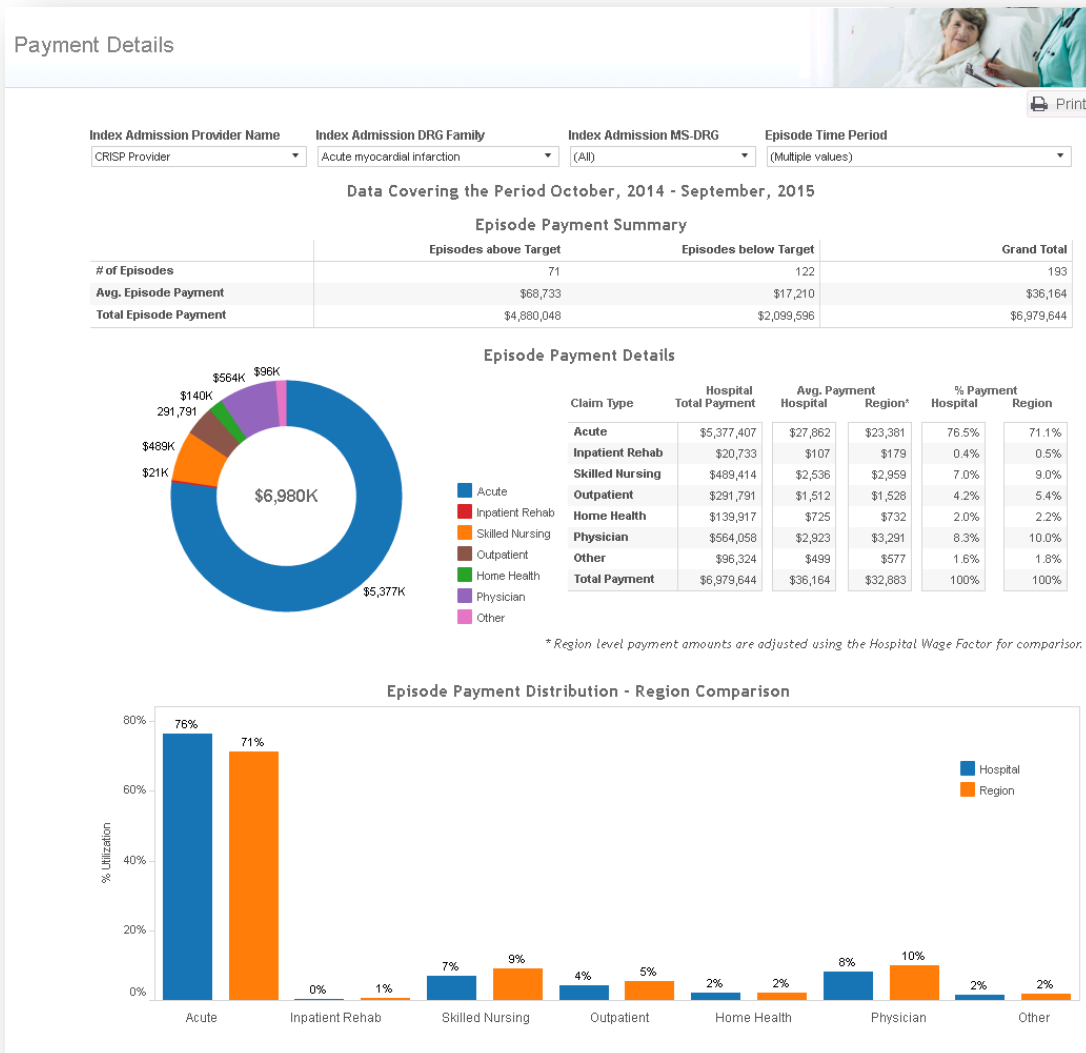 Payment Details
Print
Index Admission Provider Name Index Admission DRG Family Index Admission MS-DRG Episode Time Period
CRISP Provider Acute myocardial infarction (All) (Multiple values)
Data Covering the Period October, 2014 - September, 2015
Episode Payment Summary
Episodes above Target Episodes below Target Grand Total
# of Episodes 71 122 193
Avg. Episode Payment $68,733 $17,210 $36,164
Total Episode Payment $4,880,048 $2,099,596 $6,979,644
Episode Payment Details
$96K
$564K
$140K
291,791
$489K
$21K
$6,980K
$5,377K
Acute
Inpatient Rehab
Skilled Nursing
Outpatient
Home Health
Physician
Other
Hospital Avg. Payment % Payment
Claim Type Total Payment Hospital Region* Hospital Region
Acute $5,377,407 $27,862 $23,381 76.5% 71.1%
Inpatient Rehab $20,733 $107 $179 0.4% 0.5%
Skilled Nursing $489,414 $2,536 $2,959 7.0% 9.0%
Outpatient $291,791 $1,512 $1,528 4.2% 5.4%
Home Health $139,917 $725 $732 2.0% 2.2%
Physician $564,058 $2,923 $3,291 8.3% 10.0%
Other $96,324 $499 $577 1.6% 1.8%
Total Payment $6,979,644 $36,164 $32,883 100% 100%
* Region level payment amounts are adjusted using the Hospital Wage Factor for comparisor.
Episode Payment Distribution - Region Comparison
% Utilization
80%
60%
40%
20%
0%
76% 71%
0% 1%
7% 9%
4% 5%
2% 2%
8% 10%
2% 2%
Hospital
Region
Acute Inpatient Rehab Skilled Nursing Outpatient Home Health Physician Other